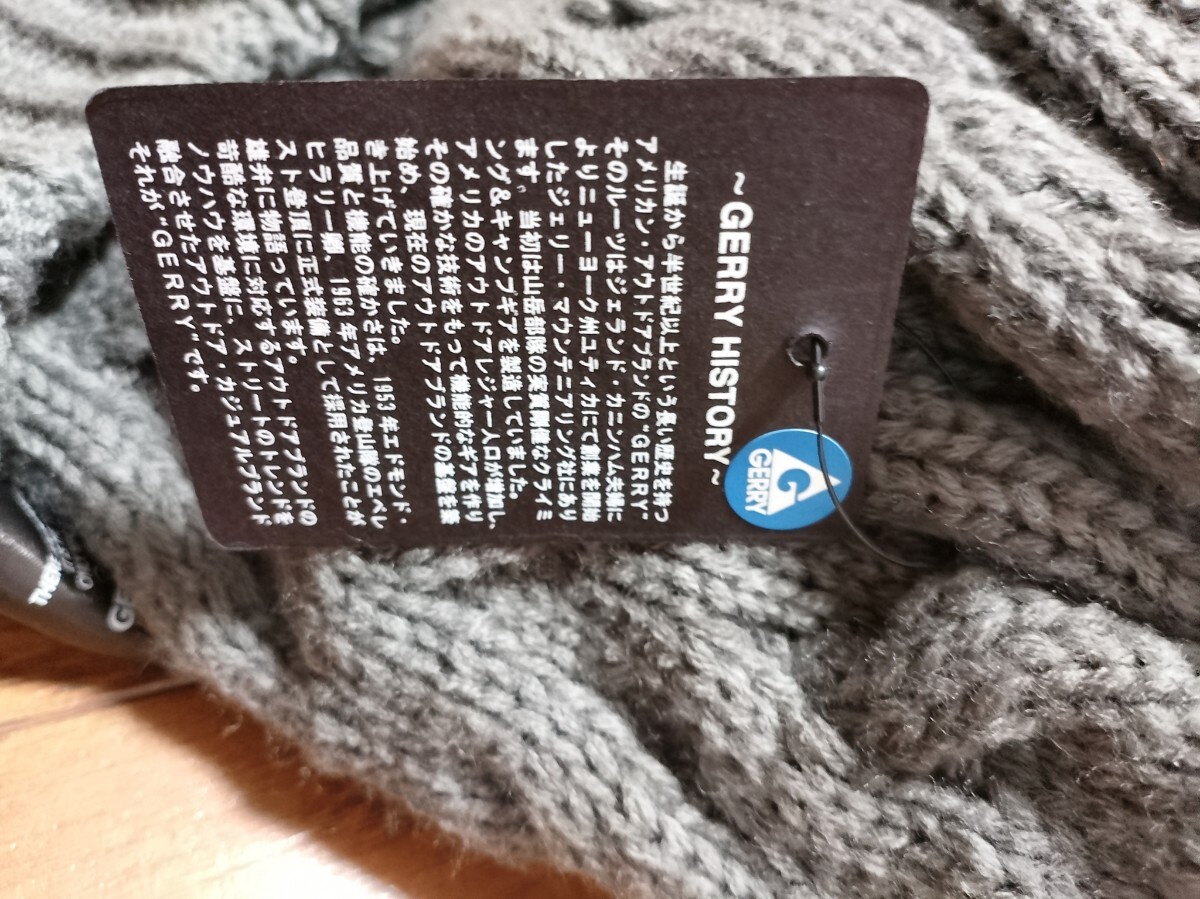 ~GERRY HISTORY~
生誕から半世紀以上という長い歴史を持つ
アメリカン・アウトドアブランドの"GERRY"
そのルーツはジェランド・カニンハム夫婦に
よりニューヨーク州ユティカにて創業を開始
したジェリー・マウンテニアリング社にあり
ます。当初は山岳部隊の実質剛健なクライミ
ング&キャンプギアを製造していました。
アメリカのアウトドアレジャー人口が増加し、
その確かな技術をもって機能的なギアを作り
始め、現在のアウトドアブランドの基盤を築
き上げていきました。
品質と機能の確かさは、1953年エドモンド・
ヒラリー卿、1963年アメリカ登山隊のエベレ
スト登頂に正式装備として採用されたことが
雄弁に物語っています。
苛酷な環境に対応するアウトドアブランドの
ノウハウを基盤に、ストリートのトレンドを
融合させたアウトドア・カジュアルブランド
それが"GERRY"です。
G
GERRY